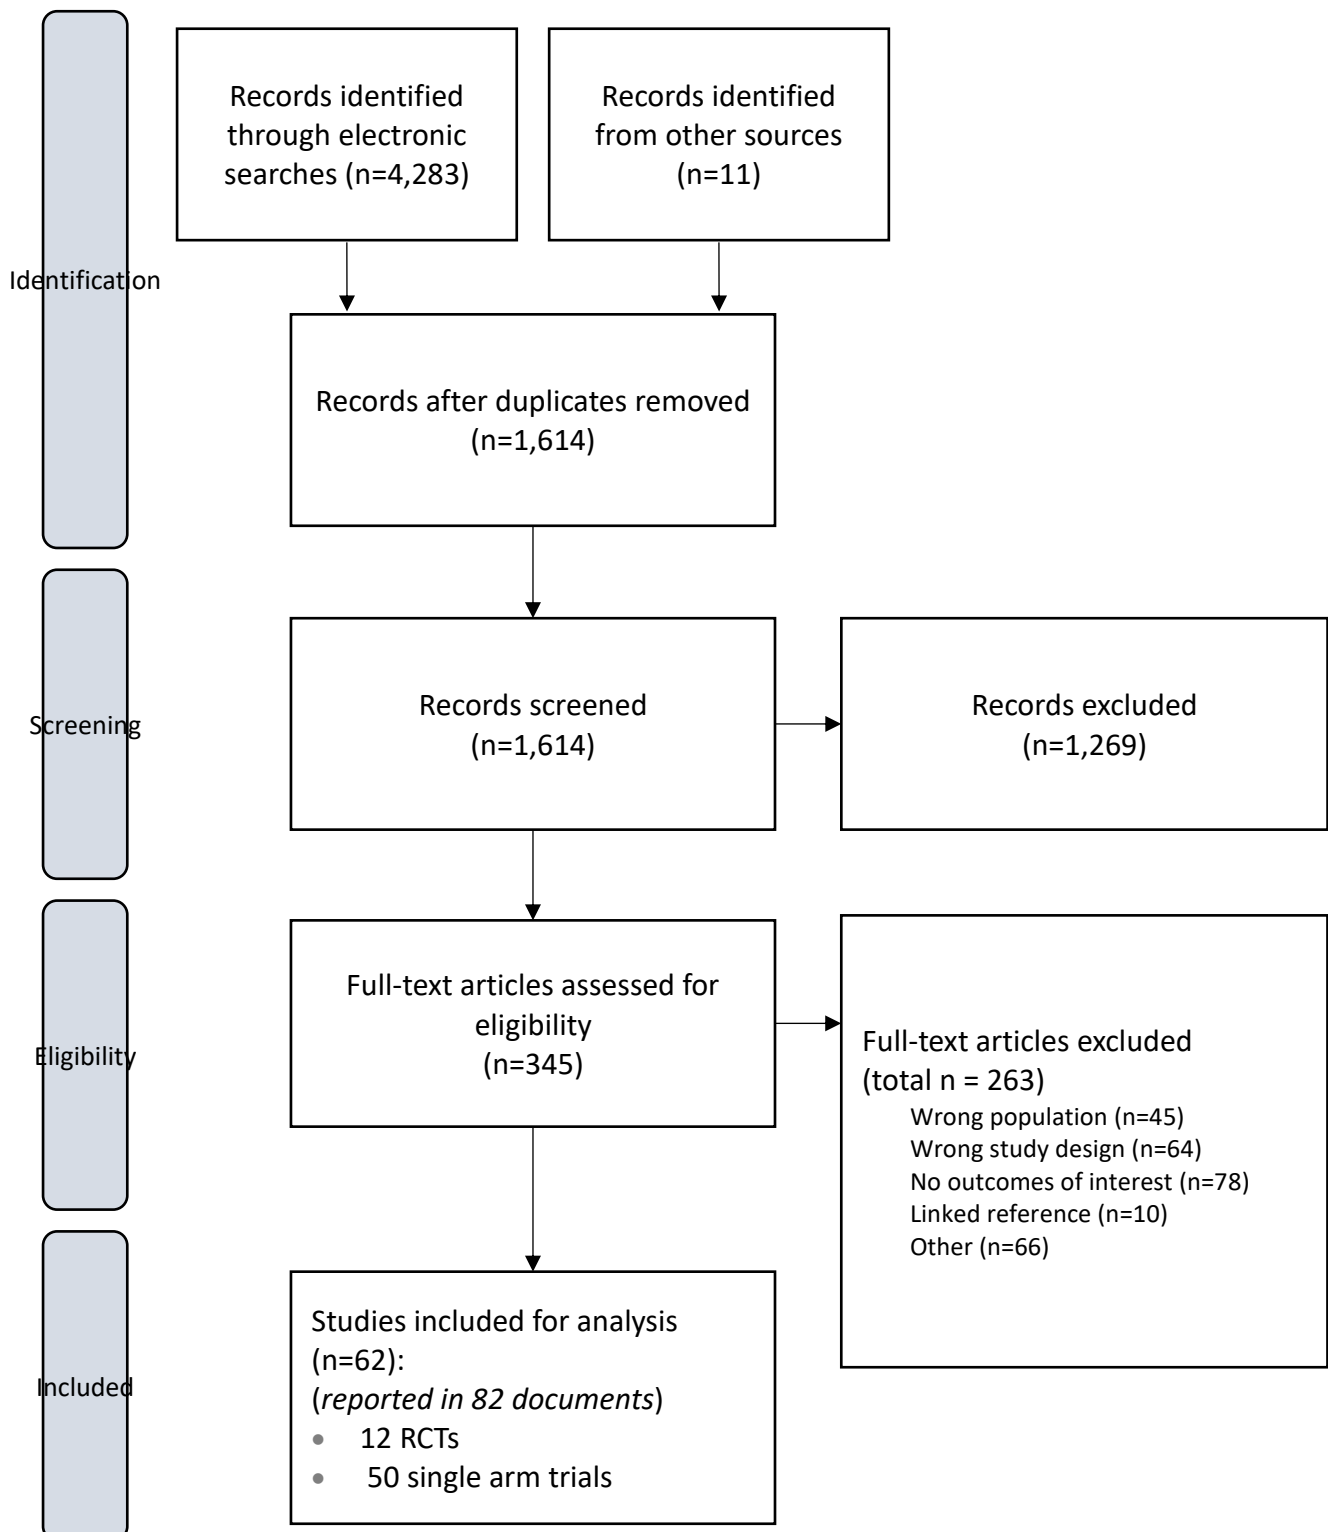 Identification
Records identified
through electronic
searches (n=4,283)
Records identified
from other sources
(n=11)
Records after duplicates removed
(n=1,614)
Screening
Records screened
(n=1,614)
Records excluded
(n=1,269)
Eligibility
Full-text articles assessed for
eligibility
(n=345)
Full-text articles excluded
(total n = 263)
Wrong population (n=45)
Wrong study design (n=64)
No outcomes of interest (n=78)
Linked reference (n=10)
Other (n=66)
Included
Studies included for analysis
(n=62):
(reported in 82 documents)
• 12 RCTs
• 50 single arm trials